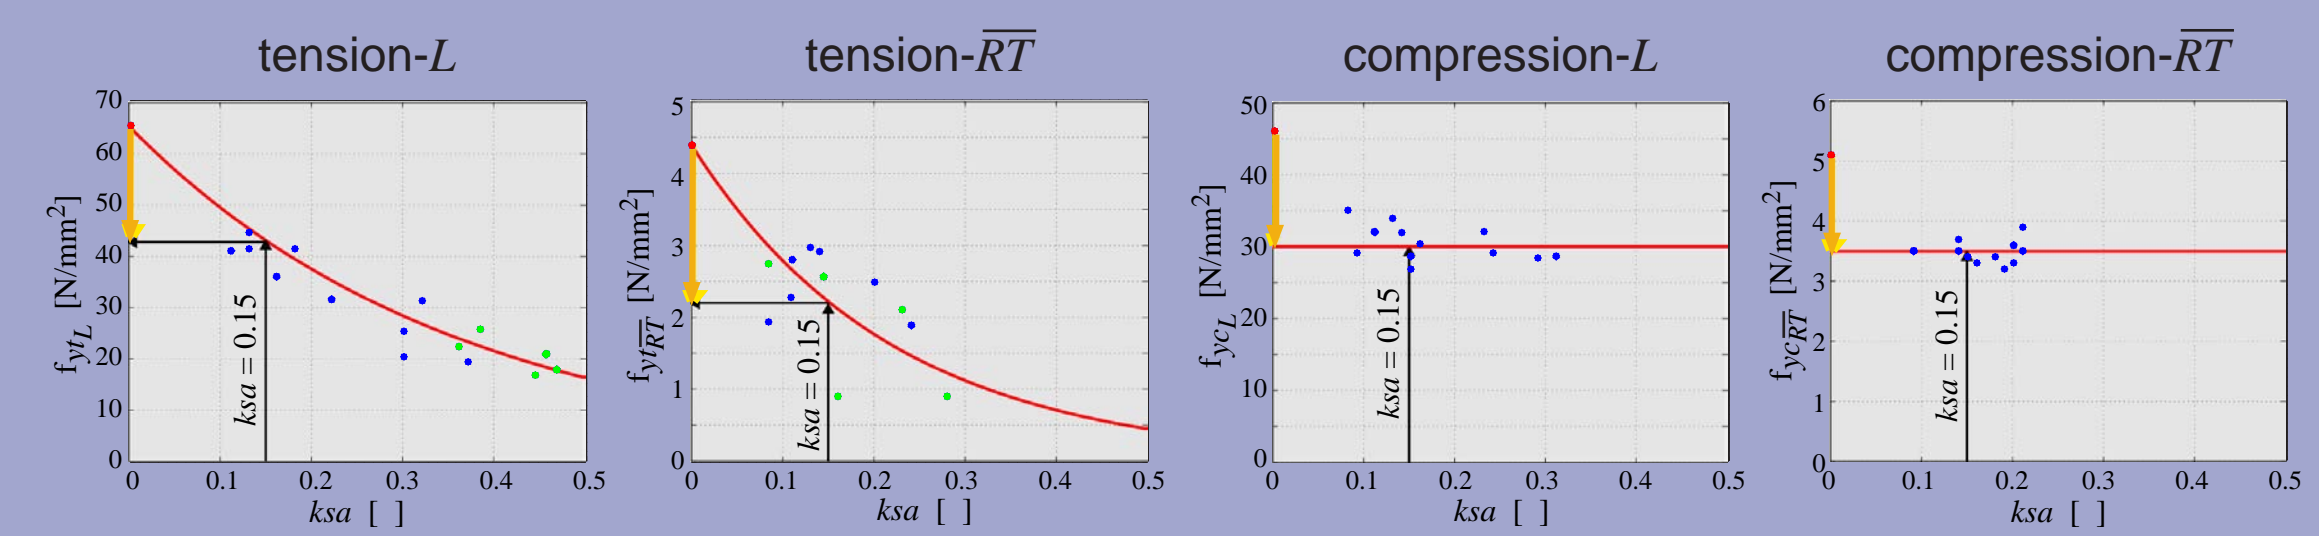 tension-L
70
60
50
40
30
20
10
0
0 0.1 0.2 0.3 0.4 0.5
f_ytL [N/mm²]
ksa = 0.15
ksa [ ]
tension-R̅T̅
5
4
3
2
1
0
0 0.1 0.2 0.3 0.4 0.5
f_ytR̅T̅ [N/mm²]
ksa = 0.15
ksa [ ]
compression-L
50
40
30
20
10
0
0 0.1 0.2 0.3 0.4 0.5
f_ycL [N/mm²]
ksa = 0.15
ksa [ ]
compression-R̅T̅
6
5
4
3
2
1
0
0 0.1 0.2 0.3 0.4 0.5
f_ycR̅T̅ [N/mm²]
ksa = 0.15
ksa [ ]